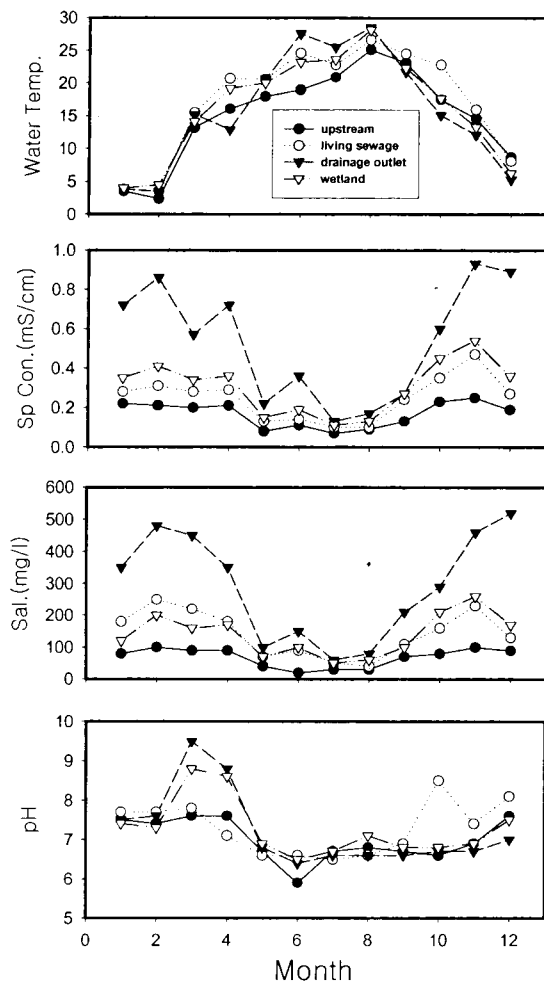 30
25
20
15
10
5
0
Water Temp.
upstream
living sewage
drainage outlet
wetland
1.0
0.8
0.6
0.4
0.2
0.0
Sp Con.(mS/cm)
600
500
400
300
200
100
0
Sal.(mg/l)
10
9
8
7
6
5
pH
0 2 4 6 8 10 12
Month